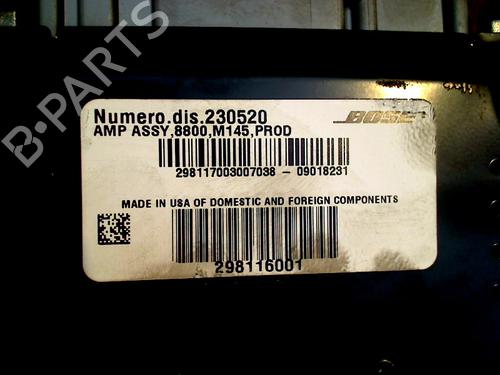 Numero.dis.230520
BOSE
AMP ASSY,8800,M145,PROD
298117003007038 - 09018231
MADE IN USA OF DOMESTIC AND FOREIGN COMPONENTS
298116001
B-PARTS